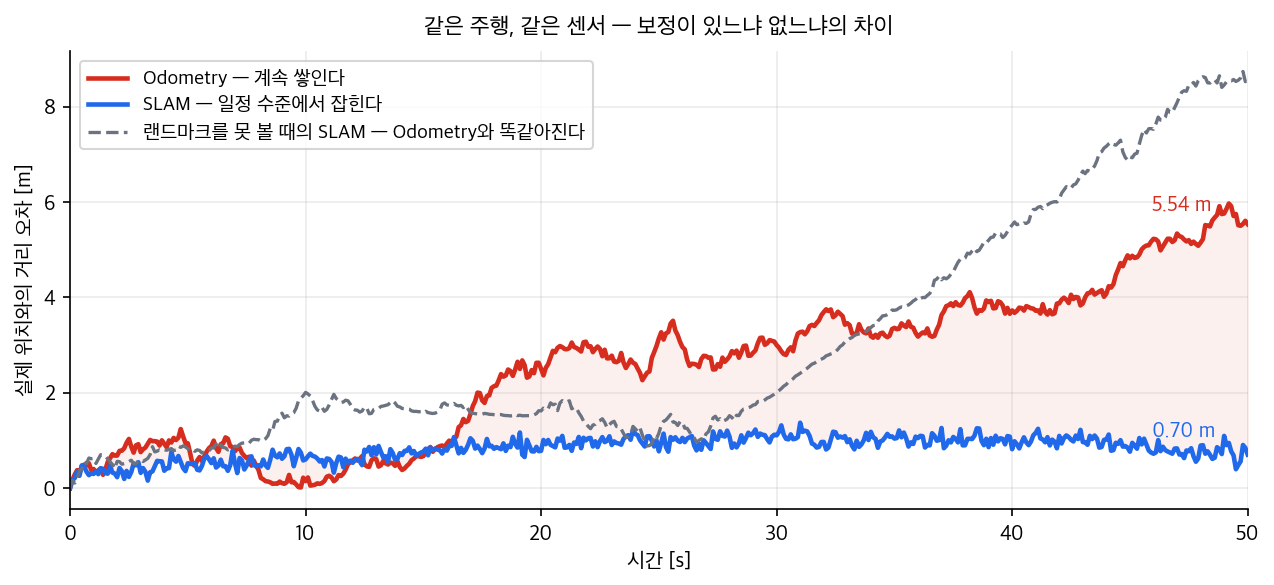 같은 주행, 같은 센서 — 보정이 있느냐 없느냐의 차이
Odometry — 계속 쌓인다
SLAM — 일정 수준에서 잡힌다
랜드마크를 못 볼 때의 SLAM — Odometry와 똑같아진다
실제 위치와의 거리 오차 [m]
8
6
4
2
0
5.54 m
0.70 m
0 10 20 30 40 50
시간 [s]